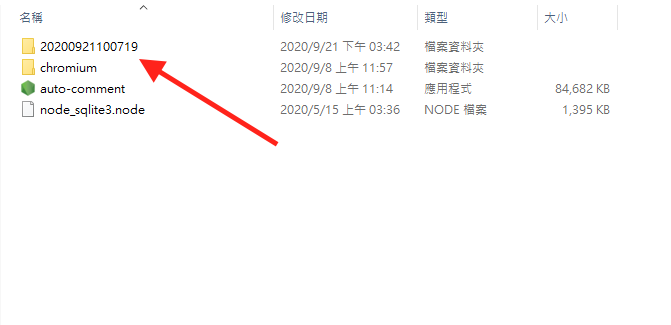 名稱 修改日期 類型 大小
20200921100719 2020/9/21 下午 03:42 檔案資料夾
chromium 2020/9/8 上午 11:57 檔案資料夾
auto-comment 2020/9/8 上午 11:14 應用程式 84,682 KB
node_sqlite3.node 2020/5/15 上午 03:36 NODE 檔案 1,395 KB